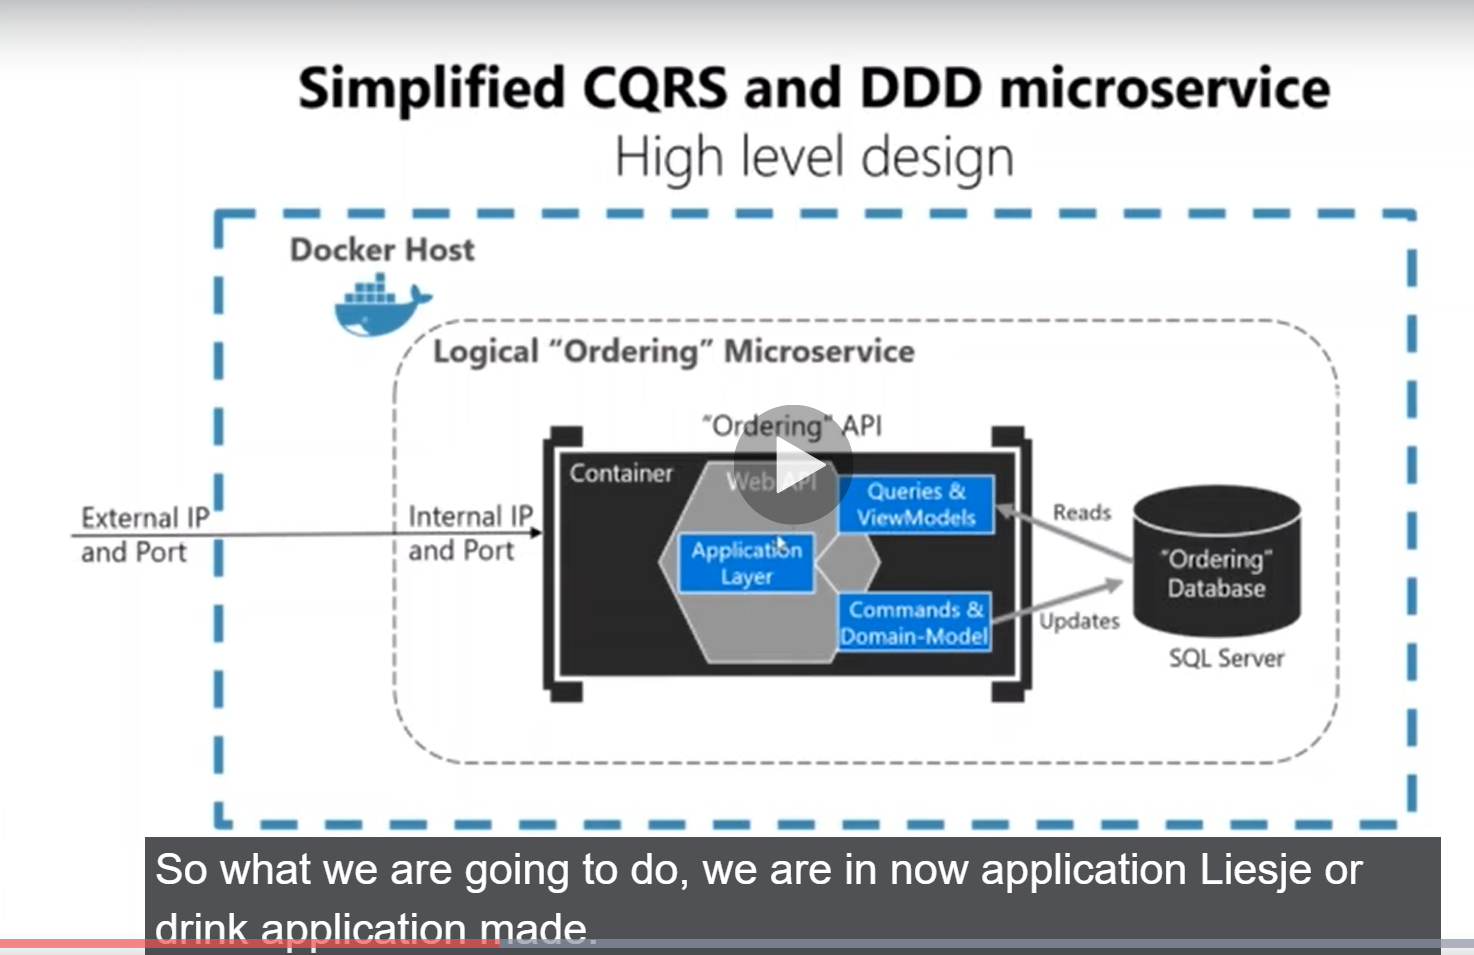 Simplified CQRS and DDD microservice
High level design
Docker Host
Logical “Ordering” Microservice
“Ordering” API
Container
Web API
Queries &
ViewModels
Application
Layer
Commands &
Domain-Model
External IP
and Port
Internal IP
and Port
Reads
Updates
“Ordering”
Database
SQL Server
So what we are going to do, we are in now application Liesje or
drink application made.